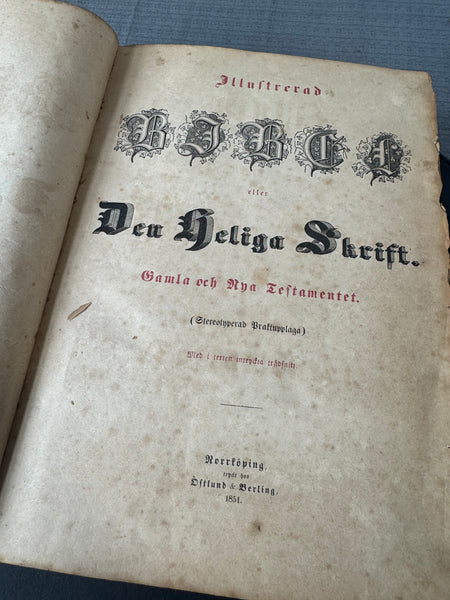 Illustrerad
BIBEL
eller
Den Heliga Skrift.
Gamla och Nya Testamentet.
(Stereotyperad Praktupplaga)
Med i texten intryckta trädsnitt.
Norrköping,
tryckt hos
Östlund & Berling,
1851.